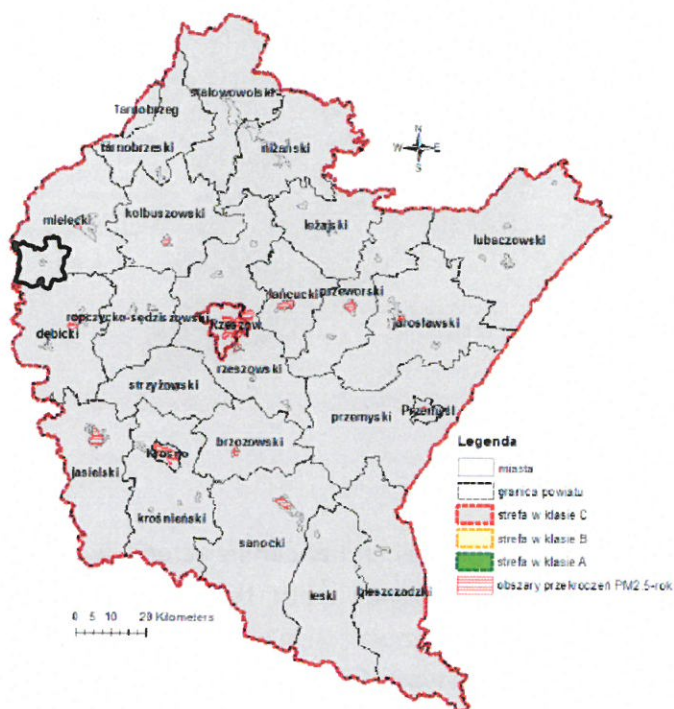 stalowowolski
Tarnobrzeg
tarnobrzeski
niżański
N
W E
S
mielecki
kolbuszowski
leżajski
lubaczowski
łańcucki
przeworski
ropczycko-sędziszowski
Rzeszów
jarosławski
dębicki
rzeszowski
strzyżowski
przemyski
Przemyśl
brzozowski
Krosno
jasielski
krośnieński
sanocki
leski
bieszczadzki
Legenda
miasta
granica powiatu
strefa w klasie C
strefa w klasie B
strefa w klasie A
obszary przekroczeń PM2.5-rok
0 5 10 20 Kilometers